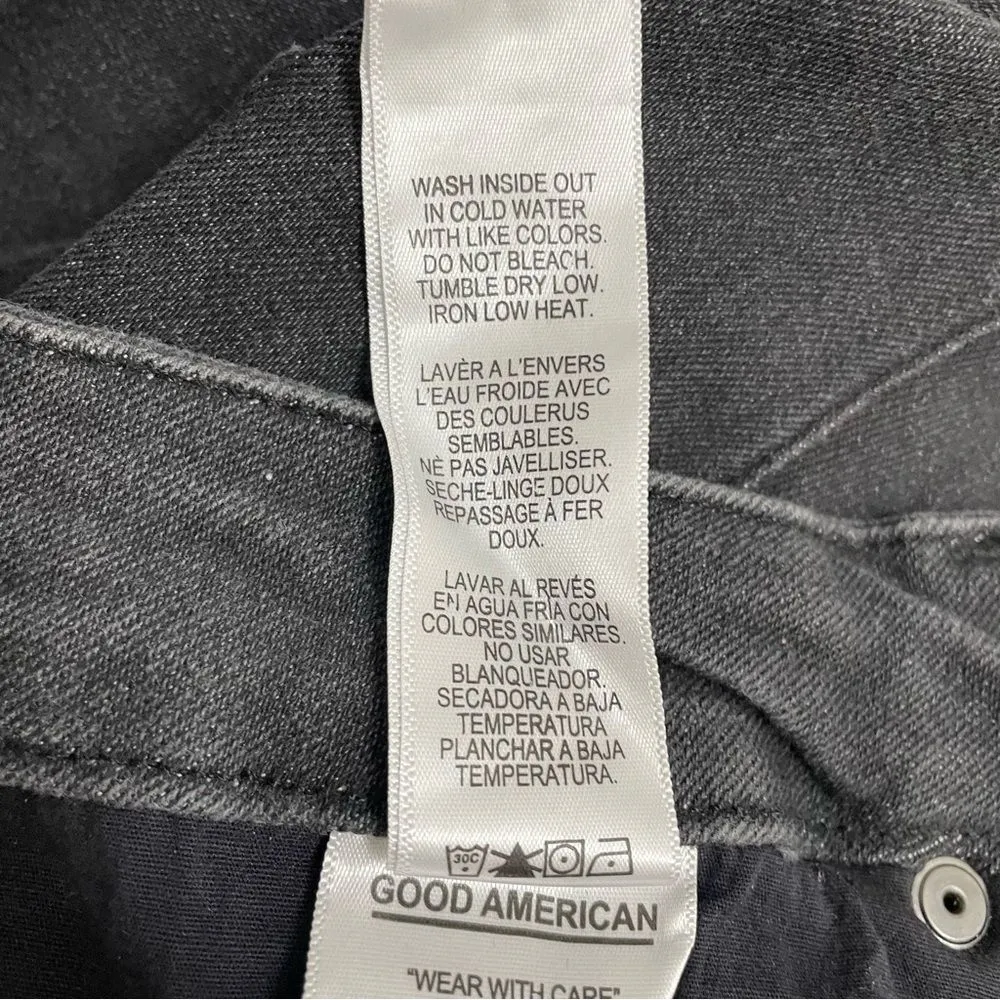 WASH INSIDE OUT
IN COLD WATER
WITH LIKE COLORS.
DO NOT BLEACH.
TUMBLE DRY LOW.
IRON LOW HEAT.
LAVÈR A L'ENVERS
L'EAU FROIDE AVEC
DES COULERUS
SEMBLABLES.
NÈ PAS JAVELLISER.
SECHE-LINGE DOUX
REPASSAGE À FER
DOUX.
LAVAR AL REVÉS
EN AGUA FRÍA CON
COLORES SIMILARES.
NO USAR
BLANQUEADOR.
SECADORA A BAJA
TEMPERATURA
PLANCHAR A BAJA
TEMPERATURA.
30C
GOOD AMERICAN
"WEAR WITH CARE"